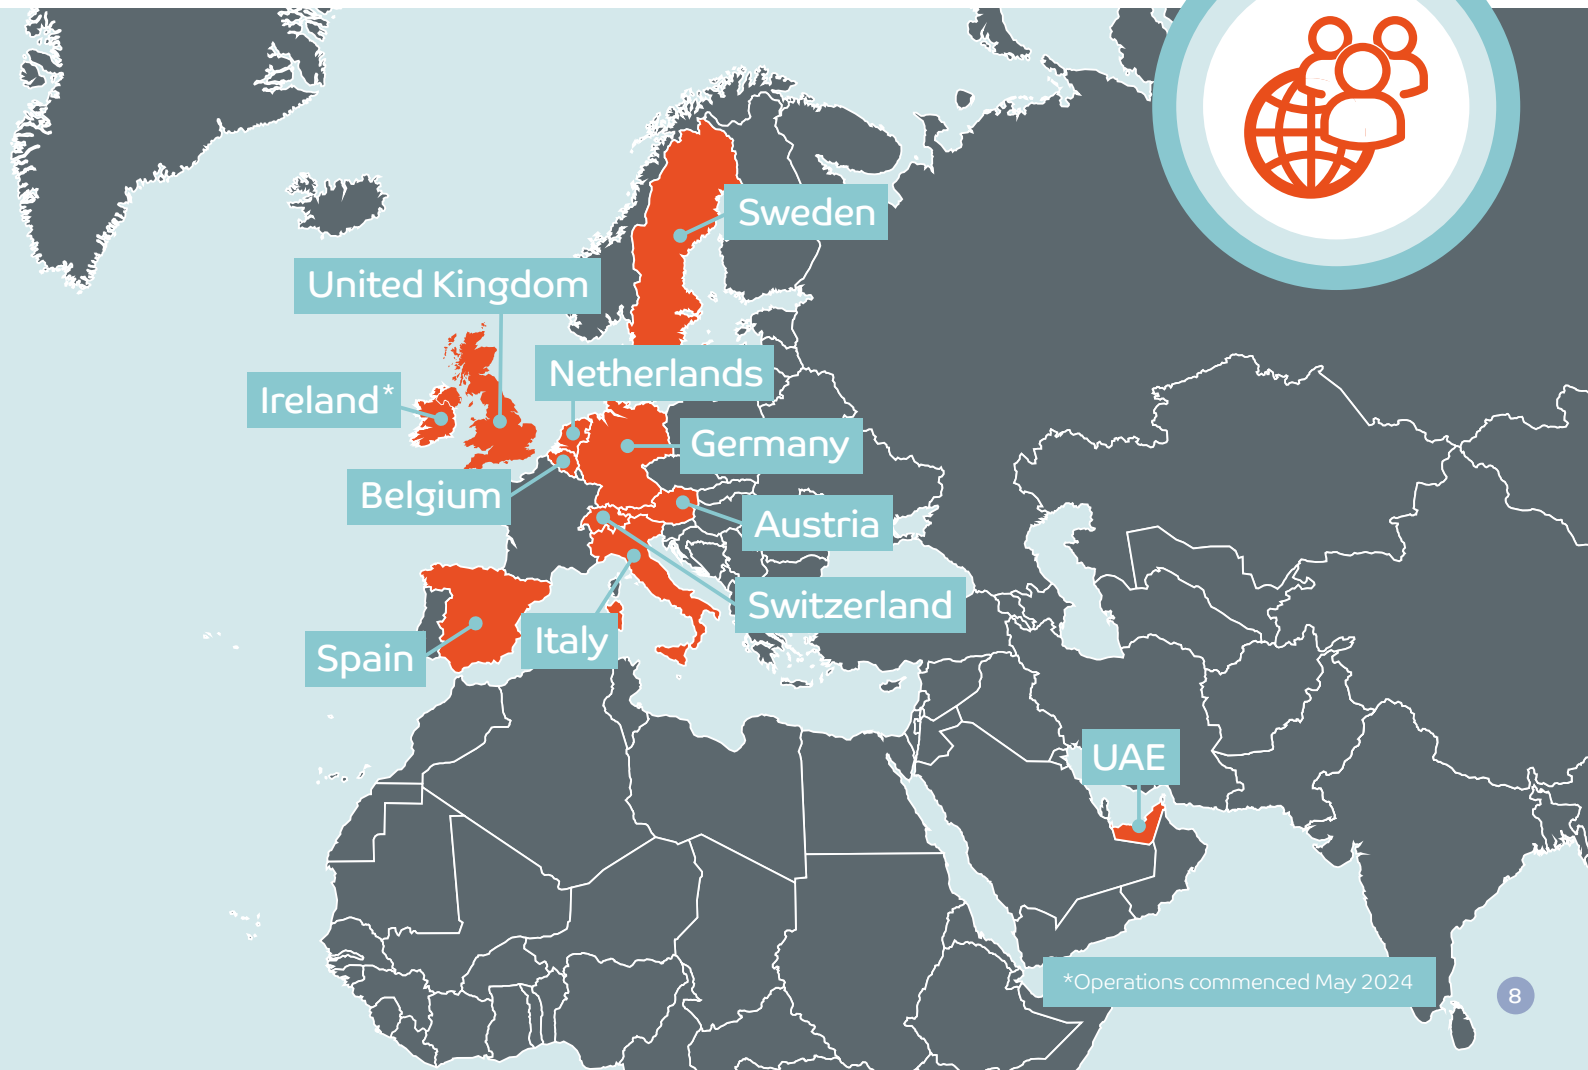 Sweden
United Kingdom
Netherlands
Ireland*
Germany
Belgium
Austria
Switzerland
Italy
Spain
UAE
*Operations commenced May 2024
8